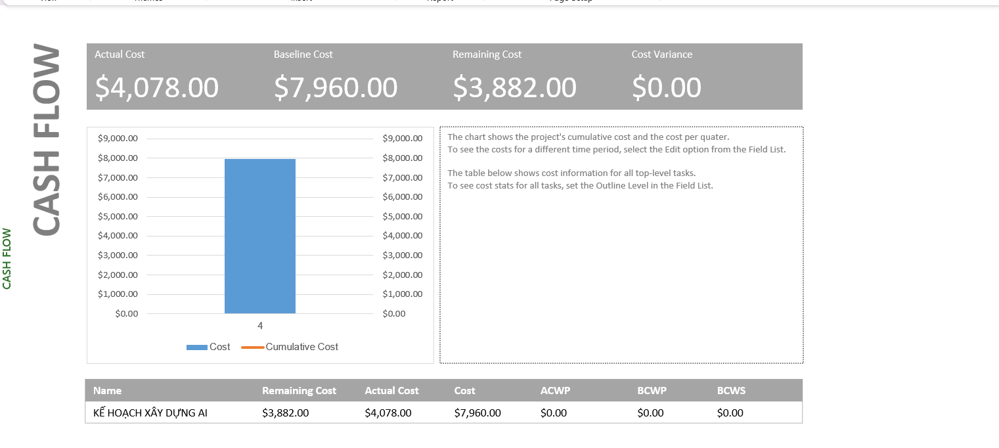 CASH FLOW
CASH FLOW
Actual Cost Baseline Cost Remaining Cost Cost Variance
$4,078.00 $7,960.00 $3,882.00 $0.00
$9,000.00 $9,000.00
$8,000.00 $8,000.00
$7,000.00 $7,000.00
$6,000.00 $6,000.00
$5,000.00 $5,000.00
$4,000.00 $4,000.00
$3,000.00 $3,000.00
$2,000.00 $2,000.00
$1,000.00 $1,000.00
$0.00 $0.00
4
Cost Cumulative Cost
The chart shows the project's cumulative cost and the cost per quater.
To see the costs for a different time period, select the Edit option from the Field List.
The table below shows cost information for all top-level tasks.
To see cost stats for all tasks, set the Outline Level in the Field List.
Name Remaining Cost Actual Cost Cost ACWP BCWP BCWS
KẾ HOẠCH XÂY DỰNG AI $3,882.00 $4,078.00 $7,960.00 $0.00 $0.00 $0.00